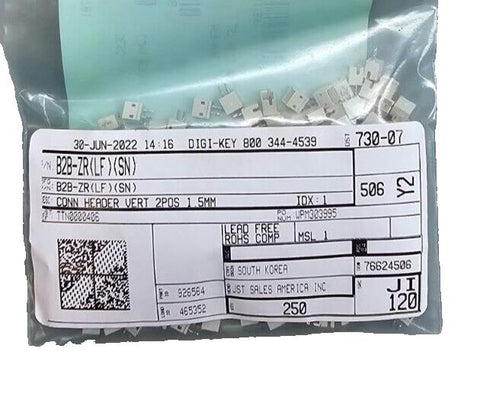 30-JUN-2022 14:16 DIGI-KEY 800 344-4539
730-07
B2B-ZR(LF)(SN)
B2B-ZR(LF)(SN)
506
Y2
CONN HEADER VERT 2POS 1.5MM IDX: 1
TTN0000406
WPM303995
LEAD FREE
ROHS COMP
MSL 1
SOUTH KOREA
76624506
926564
JST SALES AMERICA INC
JI
465352
250
120